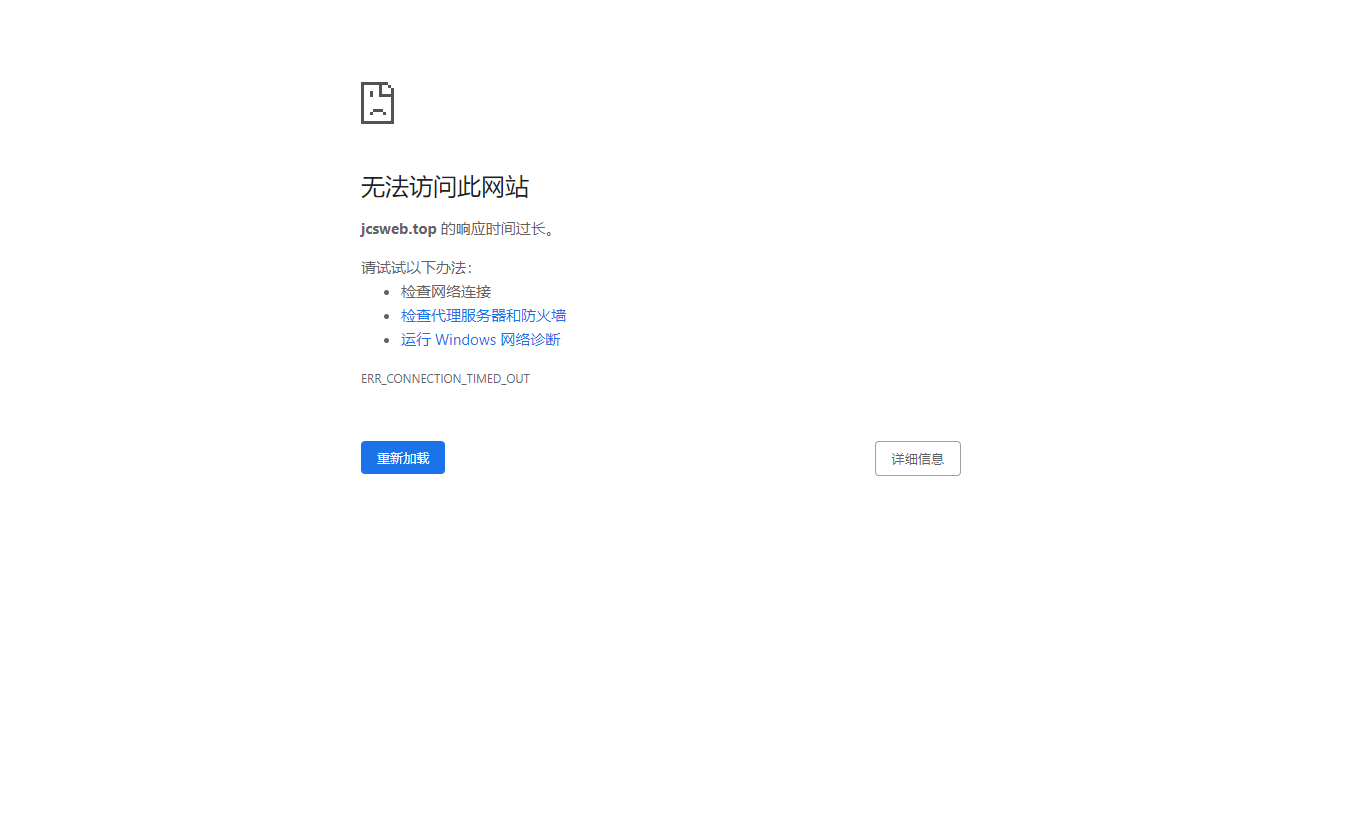 无法访问此网站
jcsweb.top 的响应时间过长。
请试试以下办法：
检查网络连接
检查代理服务器和防火墙
运行 Windows 网络诊断
ERR_CONNECTION_TIMED_OUT
重新加载
详细信息